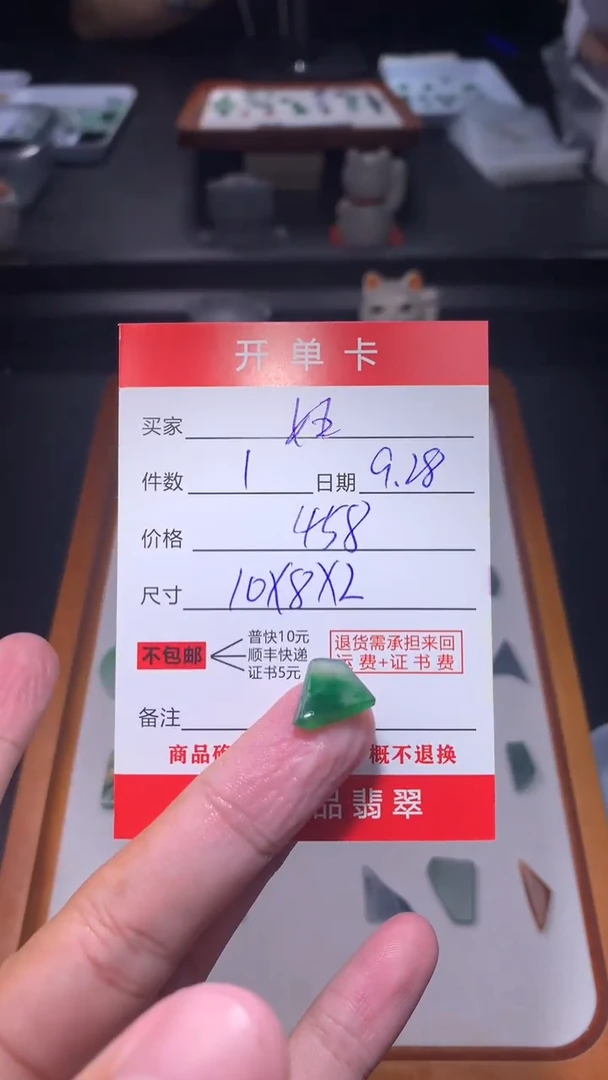 开单卡
买家
件数 1 日期 9.28
价格 458
尺寸 10X8X2
不包邮
普快10元
顺丰快递
证书5元
退货需承担来回
运费+证书费
备注
商品 概不退换
品翡翠